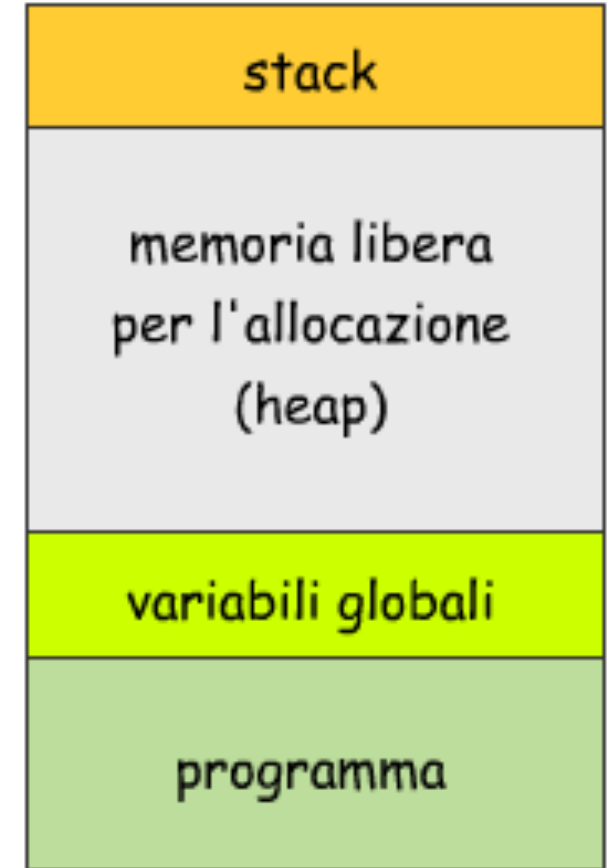 stack
memoria libera
per l'allocazione
(heap)
variabili globali
programma